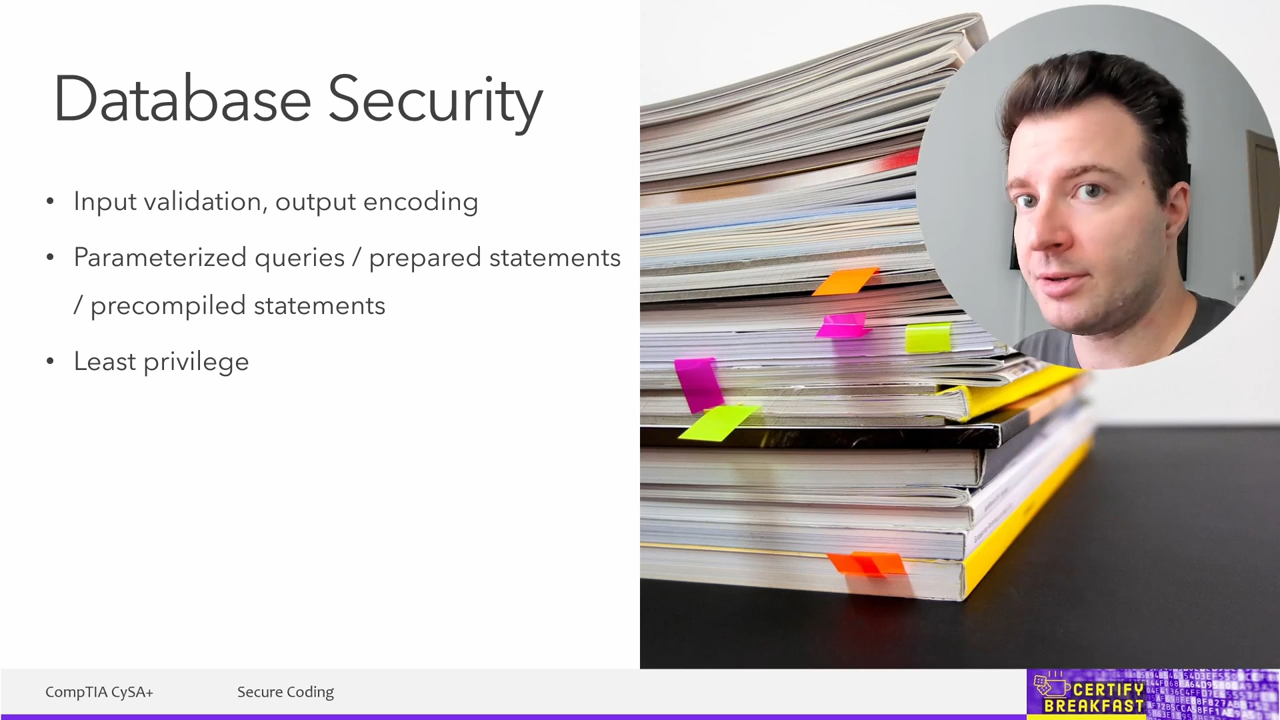 Database Security
• Input validation, output encoding
• Parameterized queries / prepared statements
/ precompiled statements
• Least privilege
CompTIA CySA+
Secure Coding
CERTIFY
BREAKFAST